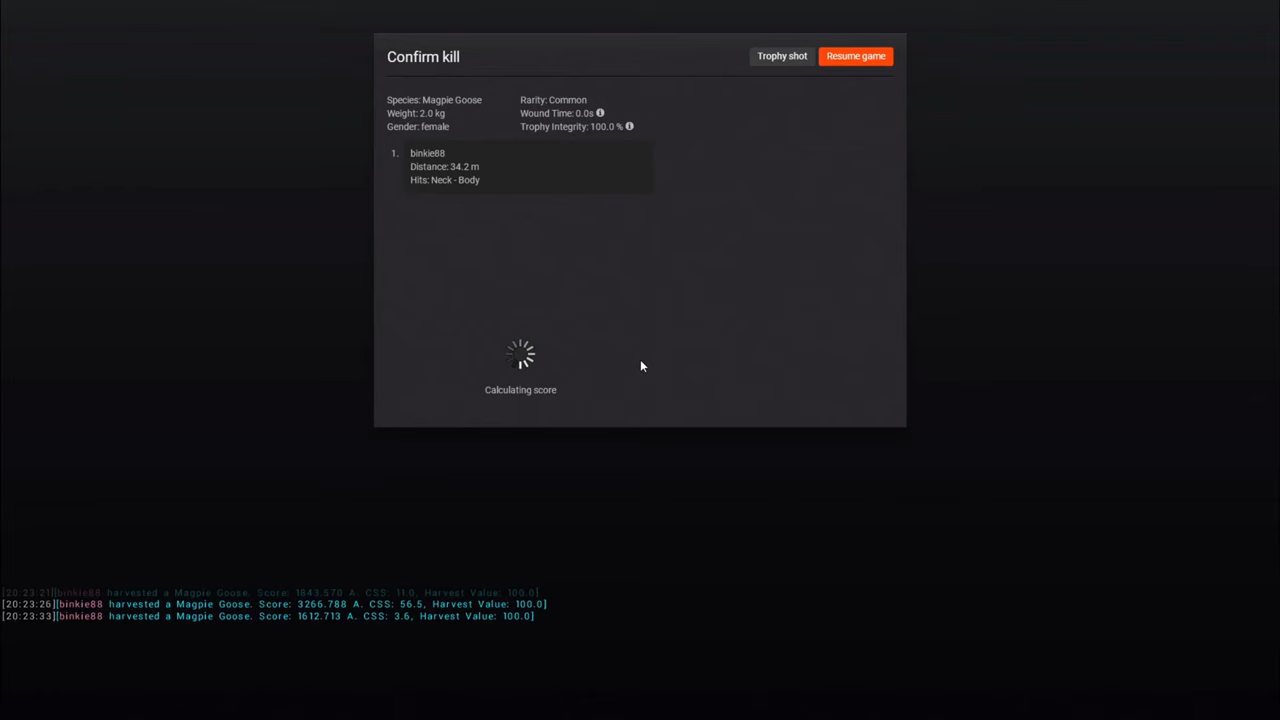 Confirm kill
Trophy shot
Resume game
Species: Magpie Goose
Weight: 2.0 kg
Gender: female
Rarity: Common
Wound Time: 0.0s
Trophy Integrity: 100.0 %
1. binkie88
Distance: 34.2 m
Hits: Neck - Body
Calculating score
[20:23:21][binkie88 harvested a Magpie Goose. Score: 1843.570 A. CSS: 11.0, Harvest Value: 100.0]
[20:23:26][binkie88 harvested a Magpie Goose. Score: 3266.788 A. CSS: 56.5, Harvest Value: 100.0]
[20:23:33][binkie88 harvested a Magpie Goose. Score: 1612.713 A. CSS: 3.6, Harvest Value: 100.0]